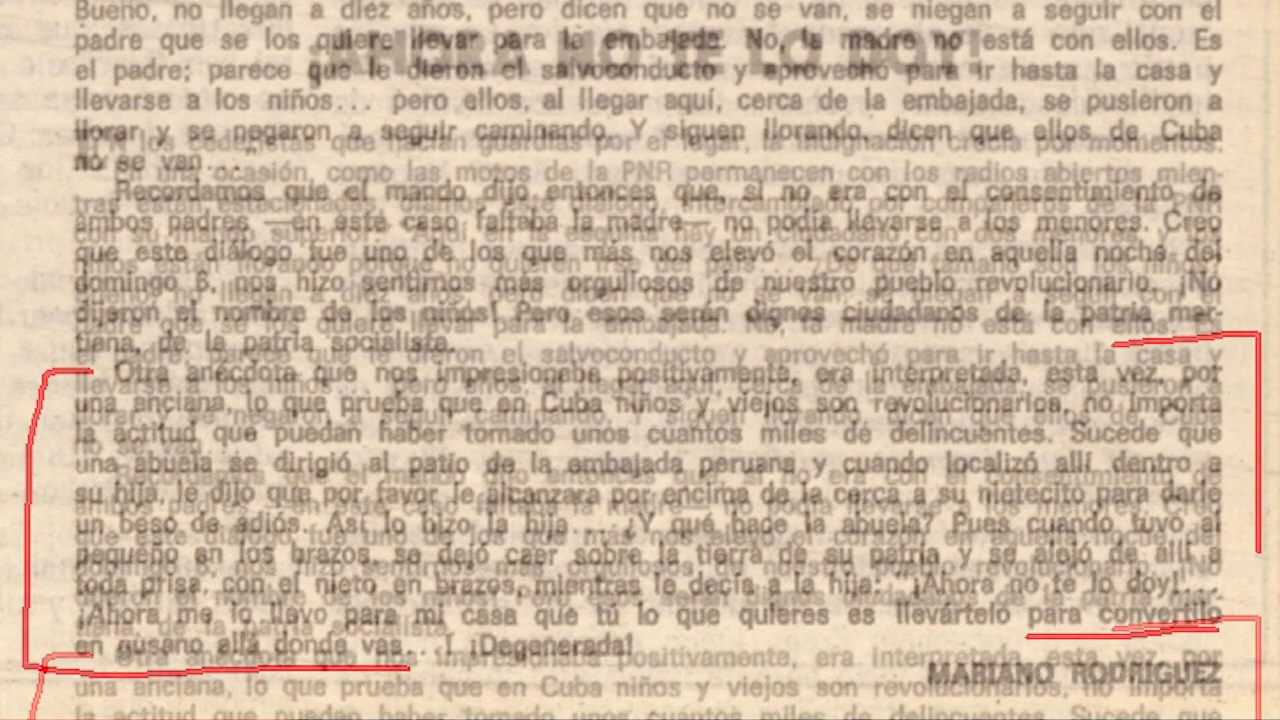 Bueno, no llegan a diez años, pero dicen que no se van, se niegan a seguir con el
padre que se los quiere llevar para la embajada. No, la madre no está con ellos. Es
el padre; parece que le dieron el salvoconducto y aprovechó para ir hasta la casa y
llevarse a los niños... pero ellos, al llegar aquí, cerca de la embajada, se pusieron a
llorar y se negaron a seguir caminando. Y siguen llorando, dicen que ellos de Cuba
no se van...
Recordamos que el mando dijo entonces que, si no era con el consentimiento de
ambos padres —en este caso faltaba la madre— no podía llevarse a los menores. Creo
que este diálogo fue uno de los que más nos elevó el corazón en aquella noche del
domingo 6, nos hizo sentirnos más orgullosos de nuestro pueblo revolucionario. ¡No
dijeron el nombre de los niños! Pero esos serán dignos ciudadanos de la patria mar-
tiana, de la patria socialista.
Otra anécdota que nos impresionaba positivamente, era interpretada, esta vez, por
una anciana, lo que prueba que en Cuba niños y viejos son revolucionarios, no importa
la actitud que puedan haber tomado unos cuantos miles de delincuentes. Sucede que
una abuela se dirigió al patio de la embajada peruana y cuando localizó allí dentro a
su hija, le dijo que por favor le alcanzara por encima de la cerca a su nietecito para darle
un beso de adiós. Así lo hizo la hija... ¿Y qué hace la abuela? Pues cuando tuvo al
pequeño en los brazos, se dejó caer sobre la tierra de su patria y se alejó de allí a
toda prisa, con el nieto en brazos, mientras le decía a la hija: ¡Ahora no te lo doy!...
¡Ahora me lo llevo para mi casa que tú lo que quieres es llevártelo para convertirlo
en gusano allá donde vas...! ¡Degenerada!
MARIANO RODRIGUEZ